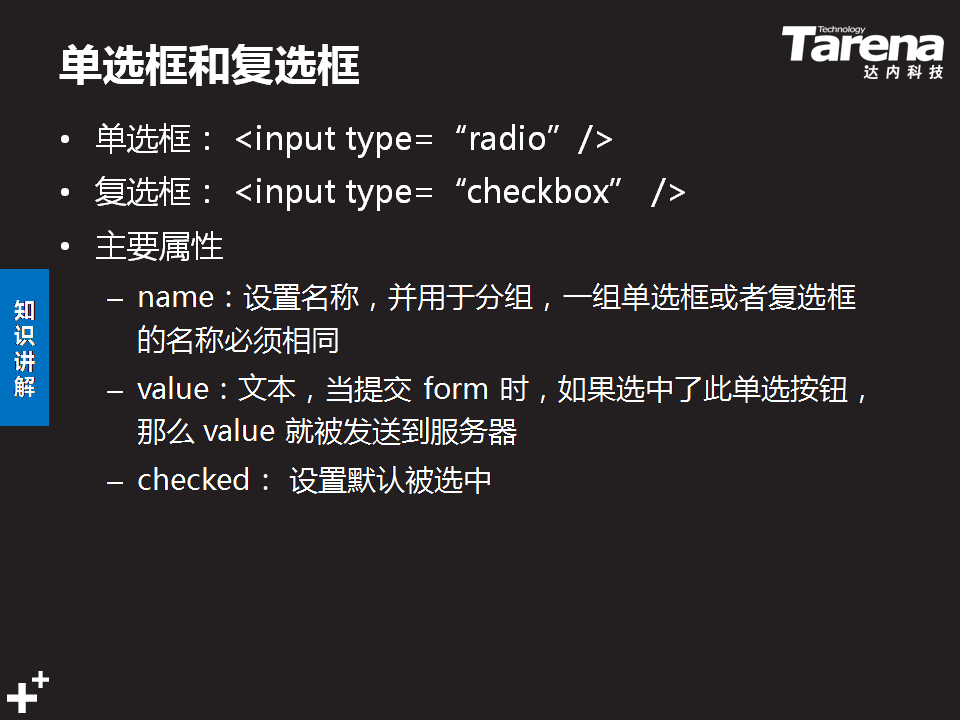 单选框和复选框
Technology
Tarena
达内科技
• 单选框： <input type=“radio” />
• 复选框： <input type=“checkbox” />
• 主要属性
– name：设置名称，并用于分组，一组单选框或者复选框
的名称必须相同
– value：文本，当提交 form 时，如果选中了此单选按钮，
那么 value 就被发送到服务器
– checked： 设置默认被选中
知
识
讲
解